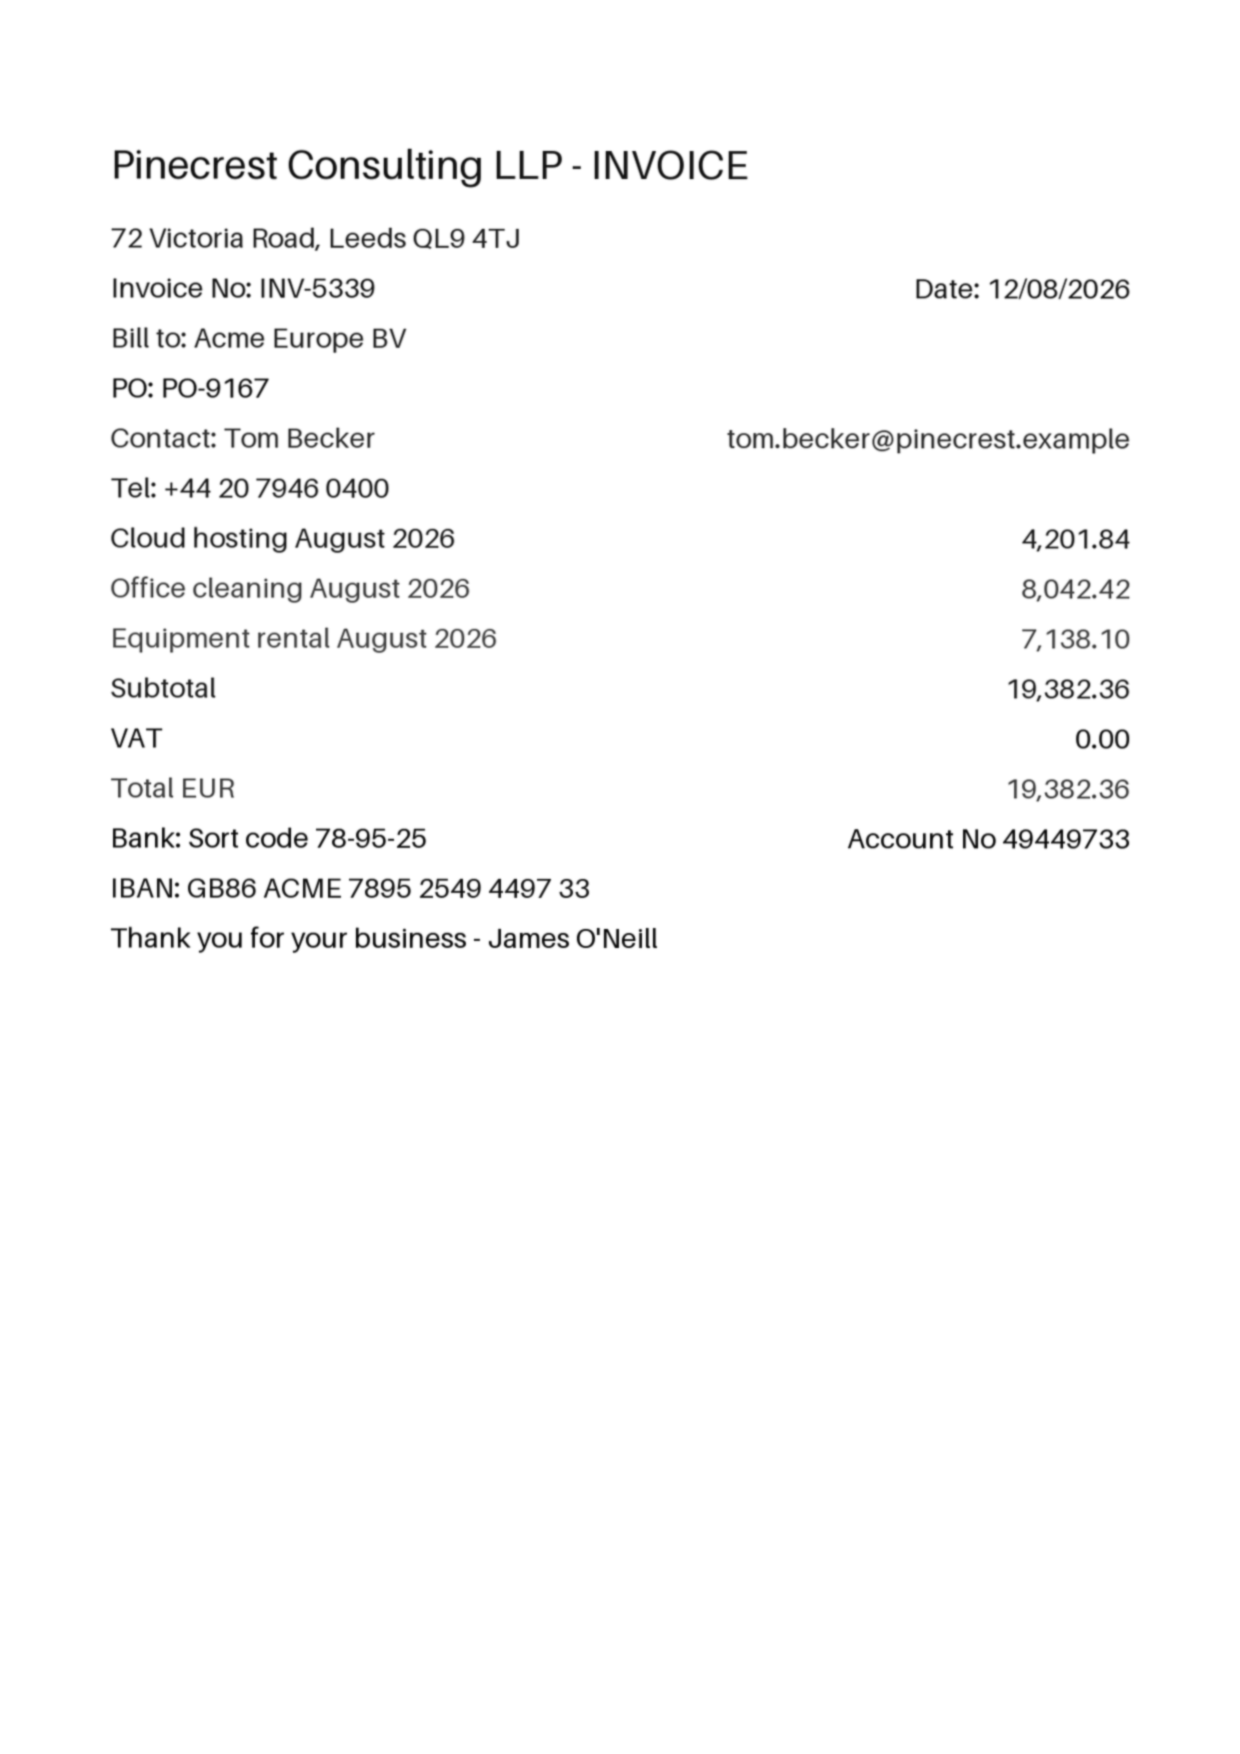 Pinecrest Consulting LLP - INVOICE
72 Victoria Road, Leeds QL9 4TJ
Invoice No: INV-5339 Date: 12/08/2026
Bill to: Acme Europe BV
PO: PO-9167
Contact: Tom Becker tom.becker@pinecrest.example
Tel: +44 20 7946 0400
Cloud hosting August 2026 4,201.84
Office cleaning August 2026 8,042.42
Equipment rental August 2026 7,138.10
Subtotal 19,382.36
VAT 0.00
Total EUR 19,382.36
Bank: Sort code 78-95-25 Account No 49449733
IBAN: GB86 ACME 7895 2549 4497 33
Thank you for your business - James O'Neill